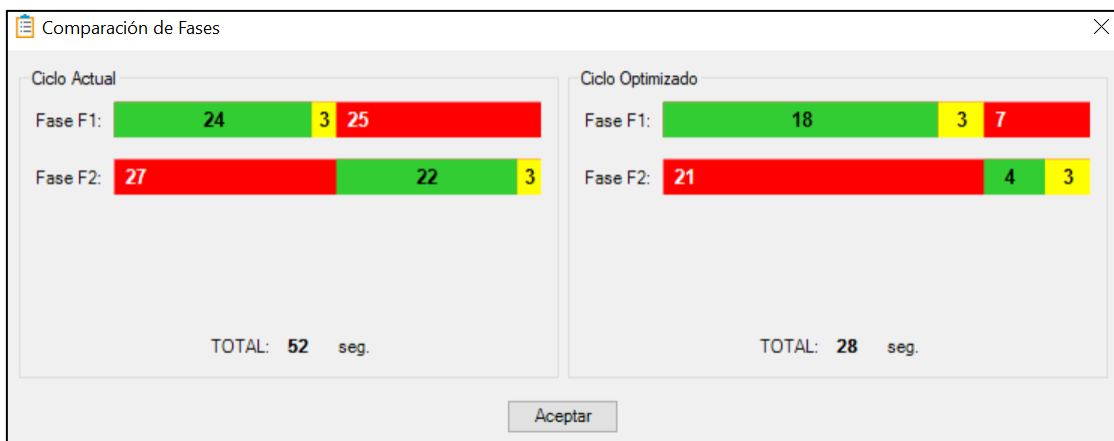 Comparación de Fases
Ciclo Actual
Fase F1: 24 3 25
Fase F2: 27 22 3
TOTAL: 52 seg.
Ciclo Optimizado
Fase F1: 18 3 7
Fase F2: 21 4 3
TOTAL: 28 seg.
Aceptar